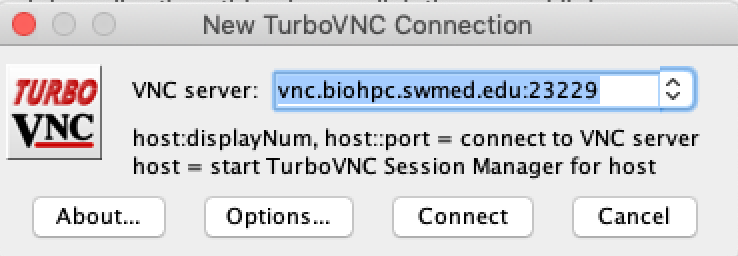 New TurboVNC Connection
TURBO
VNC
VNC server: vnc.biohpc.swmed.edu:23229
host:displayNum, host::port = connect to VNC server
host = start TurboVNC Session Manager for host
About... Options... Connect Cancel